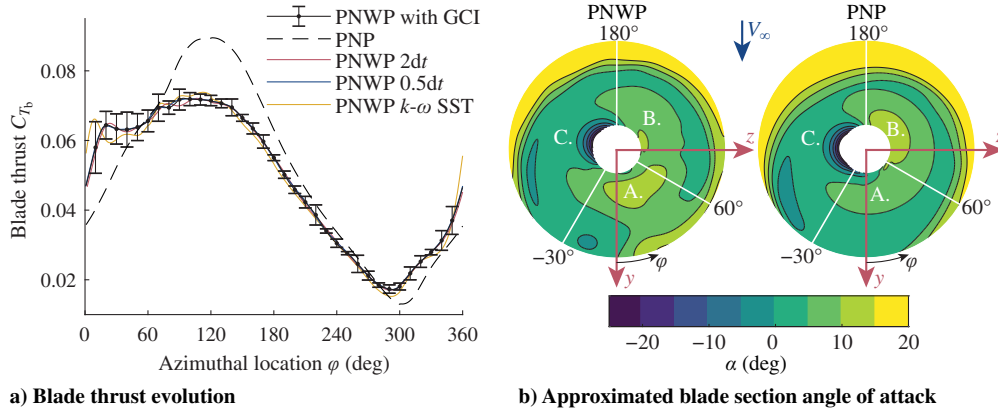 PNWP with GCI
PNP
PNWP 2dt
PNWP 0.5dt
PNWP k-ω SST
Blade thrust C_{T_b}
0.08
0.06
0.04
0.02
0 60 120 180 240 300 360
Azimuthal location φ (deg)
a) Blade thrust evolution
PNWP
180°
V∞
PNP
180°
B.
C.
A.
z
60°
−30°
φ
y
B.
C.
A.
z
60°
−30°
φ
y
−20 −10 0 10 20
α (deg)
b) Approximated blade section angle of attack